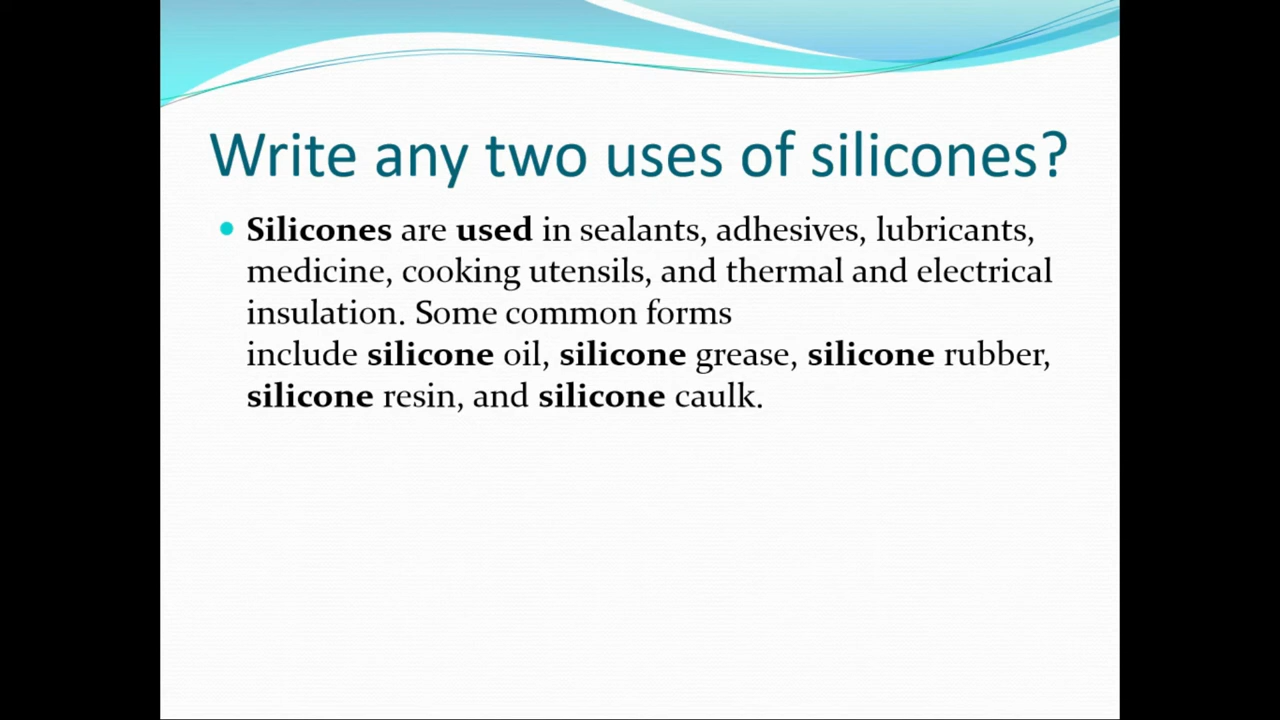 Write any two uses of silicones?
Silicones are used in sealants, adhesives, lubricants,
medicine, cooking utensils, and thermal and electrical
insulation. Some common forms
include silicone oil, silicone grease, silicone rubber,
silicone resin, and silicone caulk.